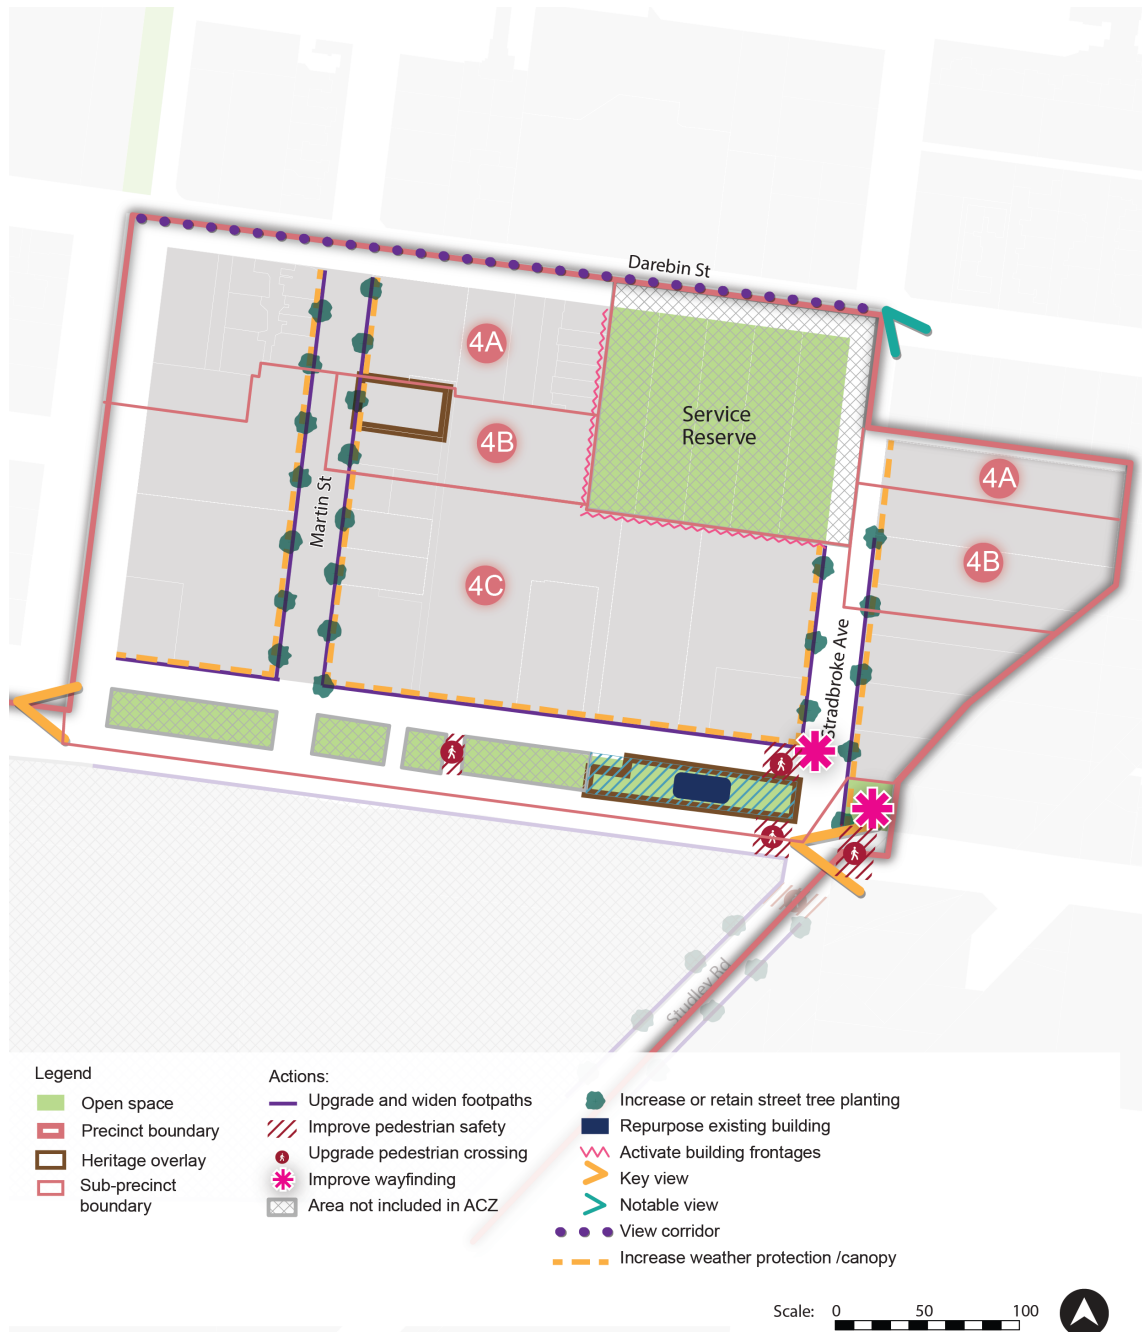 Darebin St
4A
Service
Reserve
4B
4A
Martin St
4B
4C
Stradbroke Ave
Studley Rd
Legend
Open space
Precinct boundary
Heritage overlay
Sub-precinct
boundary
Actions:
Upgrade and widen footpaths
Improve pedestrian safety
Upgrade pedestrian crossing
Improve wayfinding
Area not included in ACZ
Increase or retain street tree planting
Repurpose existing building
Activate building frontages
Key view
Notable view
View corridor
Increase weather protection /canopy
Scale: 0 50 100